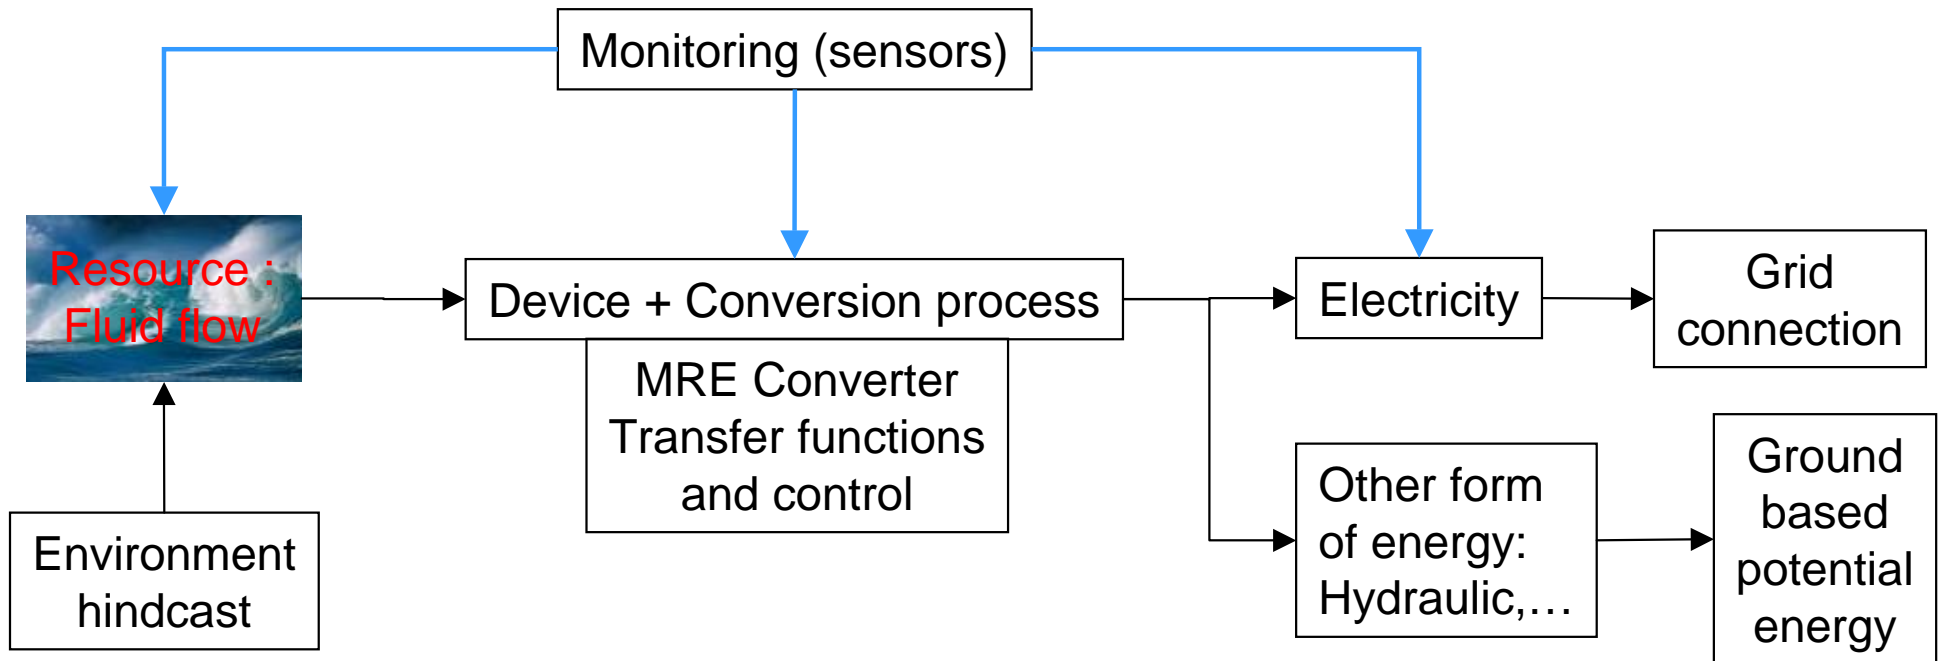 Monitoring (sensors)
Resource :
Fluid flow
Device + Conversion process
MRE Converter
Transfer functions
and control
Electricity
Grid
connection
Environment
hindcast
Other form
of energy:
Hydraulic,…
Ground
based
potential
energy